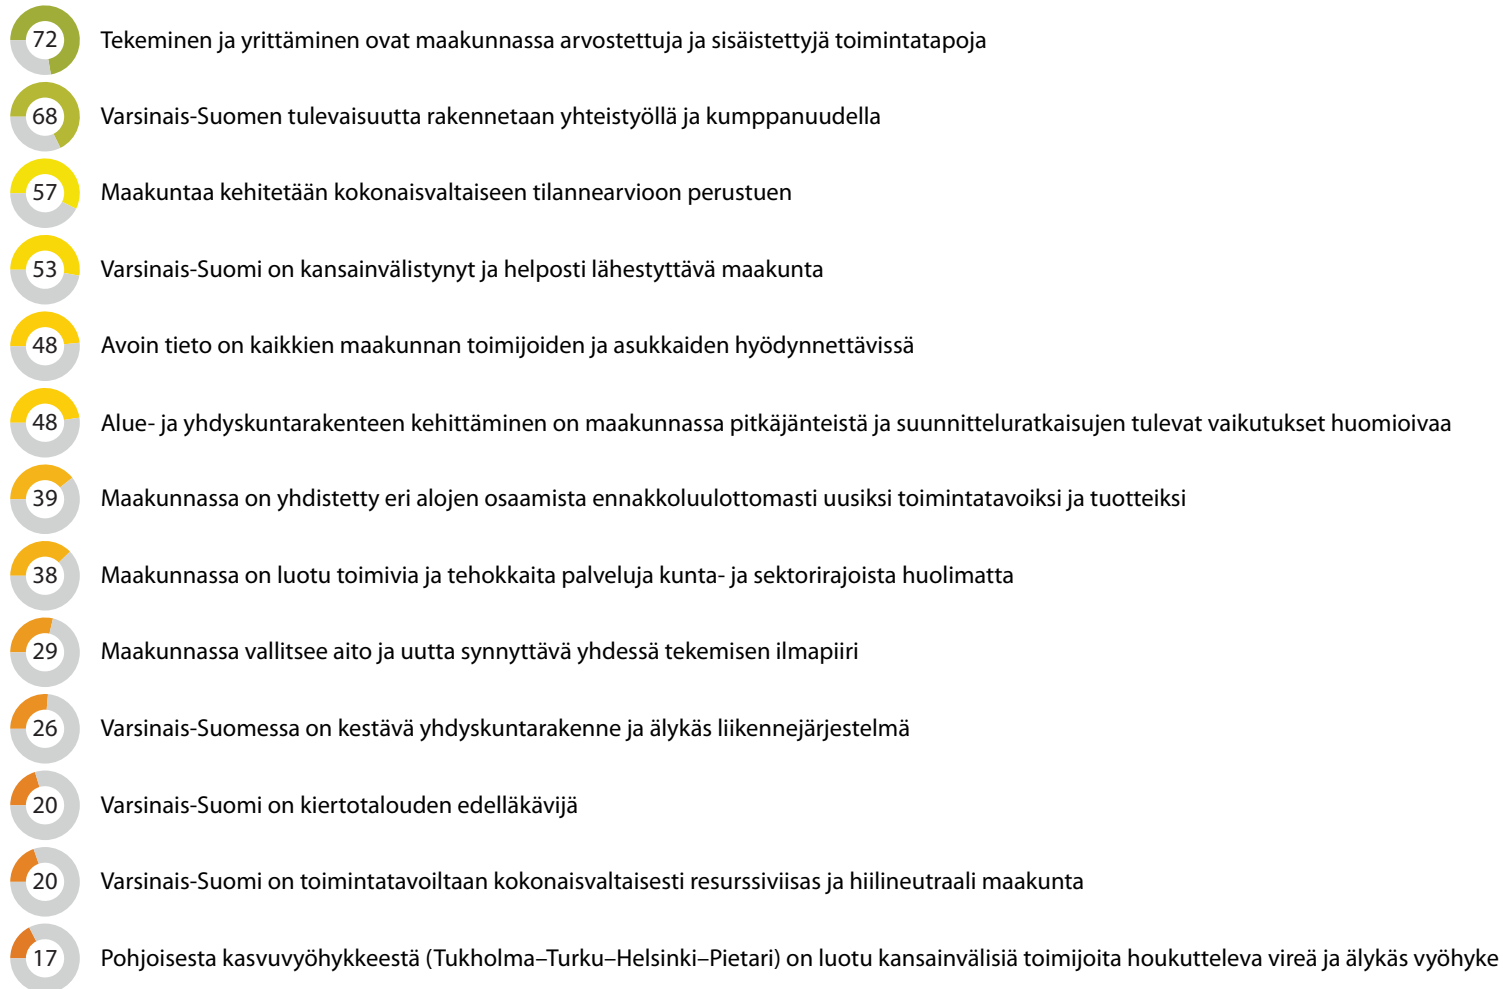 72 Tekeminen ja yrittäminen ovat maakunnassa arvostettuja ja sisäistettyjä toimintatapoja
68 Varsinais-Suomen tulevaisuutta rakennetaan yhteistyöllä ja kumppanuudella
57 Maakuntaa kehitetään kokonaisvaltaiseen tilannearvioon perustuen
53 Varsinais-Suomi on kansainvälistynyt ja helposti lähestyttävä maakunta
48 Avoin tieto on kaikkien maakunnan toimijoiden ja asukkaiden hyödynnettävissä
48 Alue- ja yhdyskuntarakenteen kehittäminen on maakunnassa pitkäjänteistä ja suunnitteluratkaisujen tulevat vaikutukset huomioivaa
39 Maakunnassa on yhdistetty eri alojen osaamista ennakkoluulottomasti uusiksi toimintatavoiksi ja tuotteiksi
38 Maakunnassa on luotu toimivia ja tehokkaita palveluja kunta- ja sektorirajoista huolimatta
29 Maakunnassa vallitsee aito ja uutta synnyttävä yhdessä tekemisen ilmapiiri
26 Varsinais-Suomessa on kestävä yhdyskuntarakenne ja älykäs liikennejärjestelmä
20 Varsinais-Suomi on kiertotalouden edelläkävijä
20 Varsinais-Suomi on toimintatavoiltaan kokonaisvaltaisesti resurssiviisas ja hiilineutraali maakunta
17 Pohjoisesta kasvuvyöhykkeestä (Tukholma–Turku–Helsinki–Pietari) on luotu kansainvälisiä toimijoita houkutteleva vireä ja älykäs vyöhyke